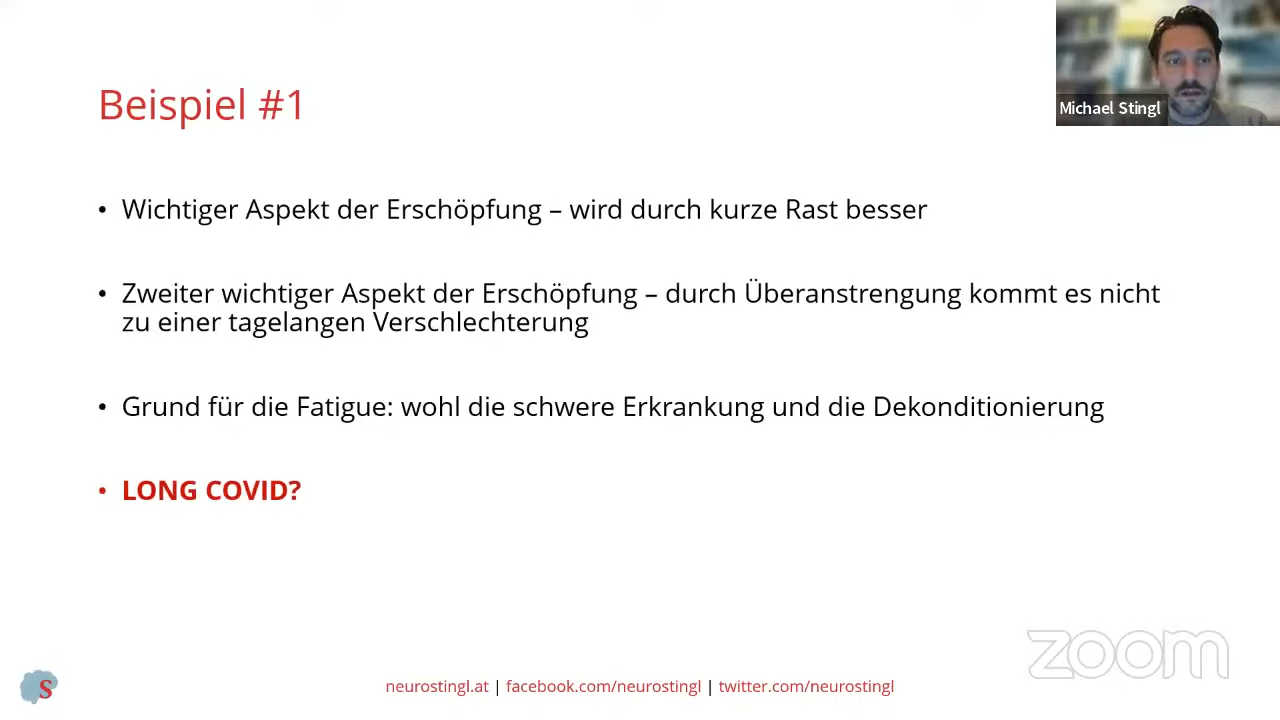 Beispiel #1
Michael Stingl
• Wichtiger Aspekt der Erschöpfung – wird durch kurze Rast besser
• Zweiter wichtiger Aspekt der Erschöpfung – durch Überanstrengung kommt es nicht
zu einer tagelangen Verschlechterung
• Grund für die Fatigue: wohl die schwere Erkrankung und die Dekonditionierung
• LONG COVID?
zoom
S
neurostingl.at | facebook.com/neurostingl | twitter.com/neurostingl